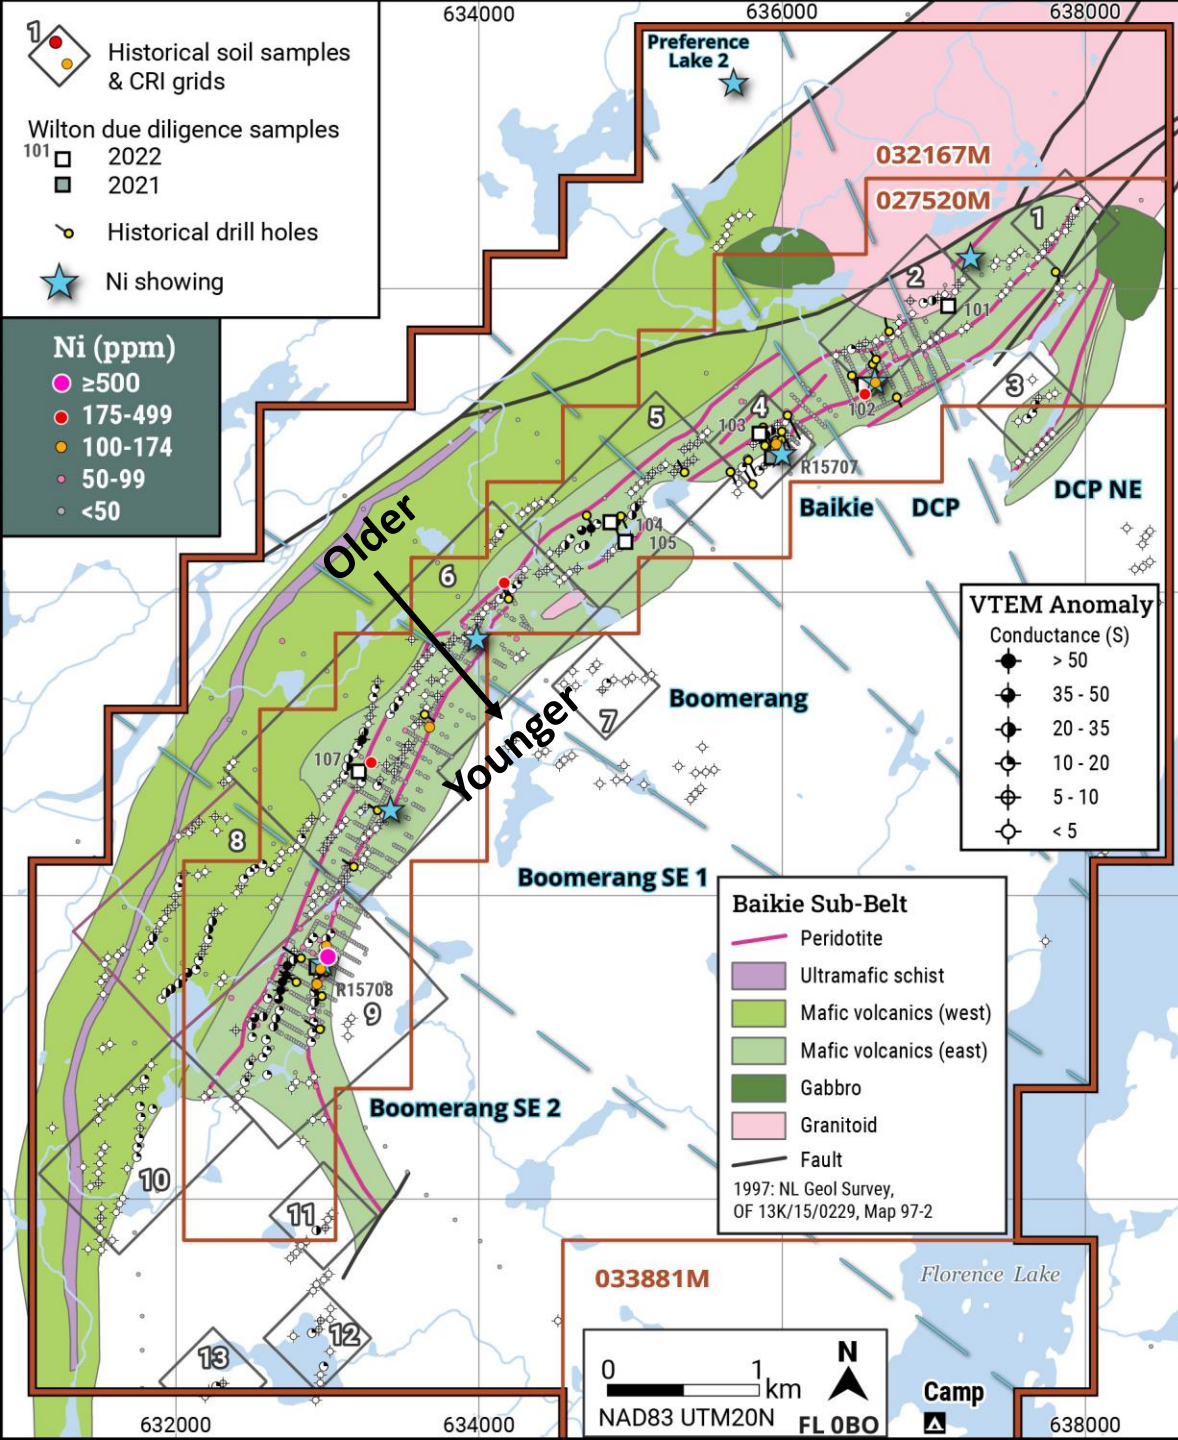 634000
636000
638000
1
Historical soil samples
& CRI grids
Wilton due diligence samples
101
2022
2021
Historical drill holes
Ni showing
Ni (ppm)
≥500
175-499
100-174
50-99
<50
Preference
Lake 2
032167M
027520M
1
2
101
3
102
4
103
5
R15707
Baikie
DCP
DCP NE
104
105
6
Older
Younger
7
Boomerang
107
8
Boomerang SE 1
R15708
9
Boomerang SE 2
10
11
12
13
VTEM Anomaly
Conductance (S)
> 50
35 - 50
20 - 35
10 - 20
5 - 10
< 5
Baikie Sub-Belt
Peridotite
Ultramafic schist
Mafic volcanics (west)
Mafic volcanics (east)
Gabbro
Granitoid
Fault
1997: NL Geol Survey,
OF 13K/15/0229, Map 97-2
033881M
Florence Lake
0
1
km
NAD83 UTM20N
N
FL 0BO
Camp
632000
634000
638000